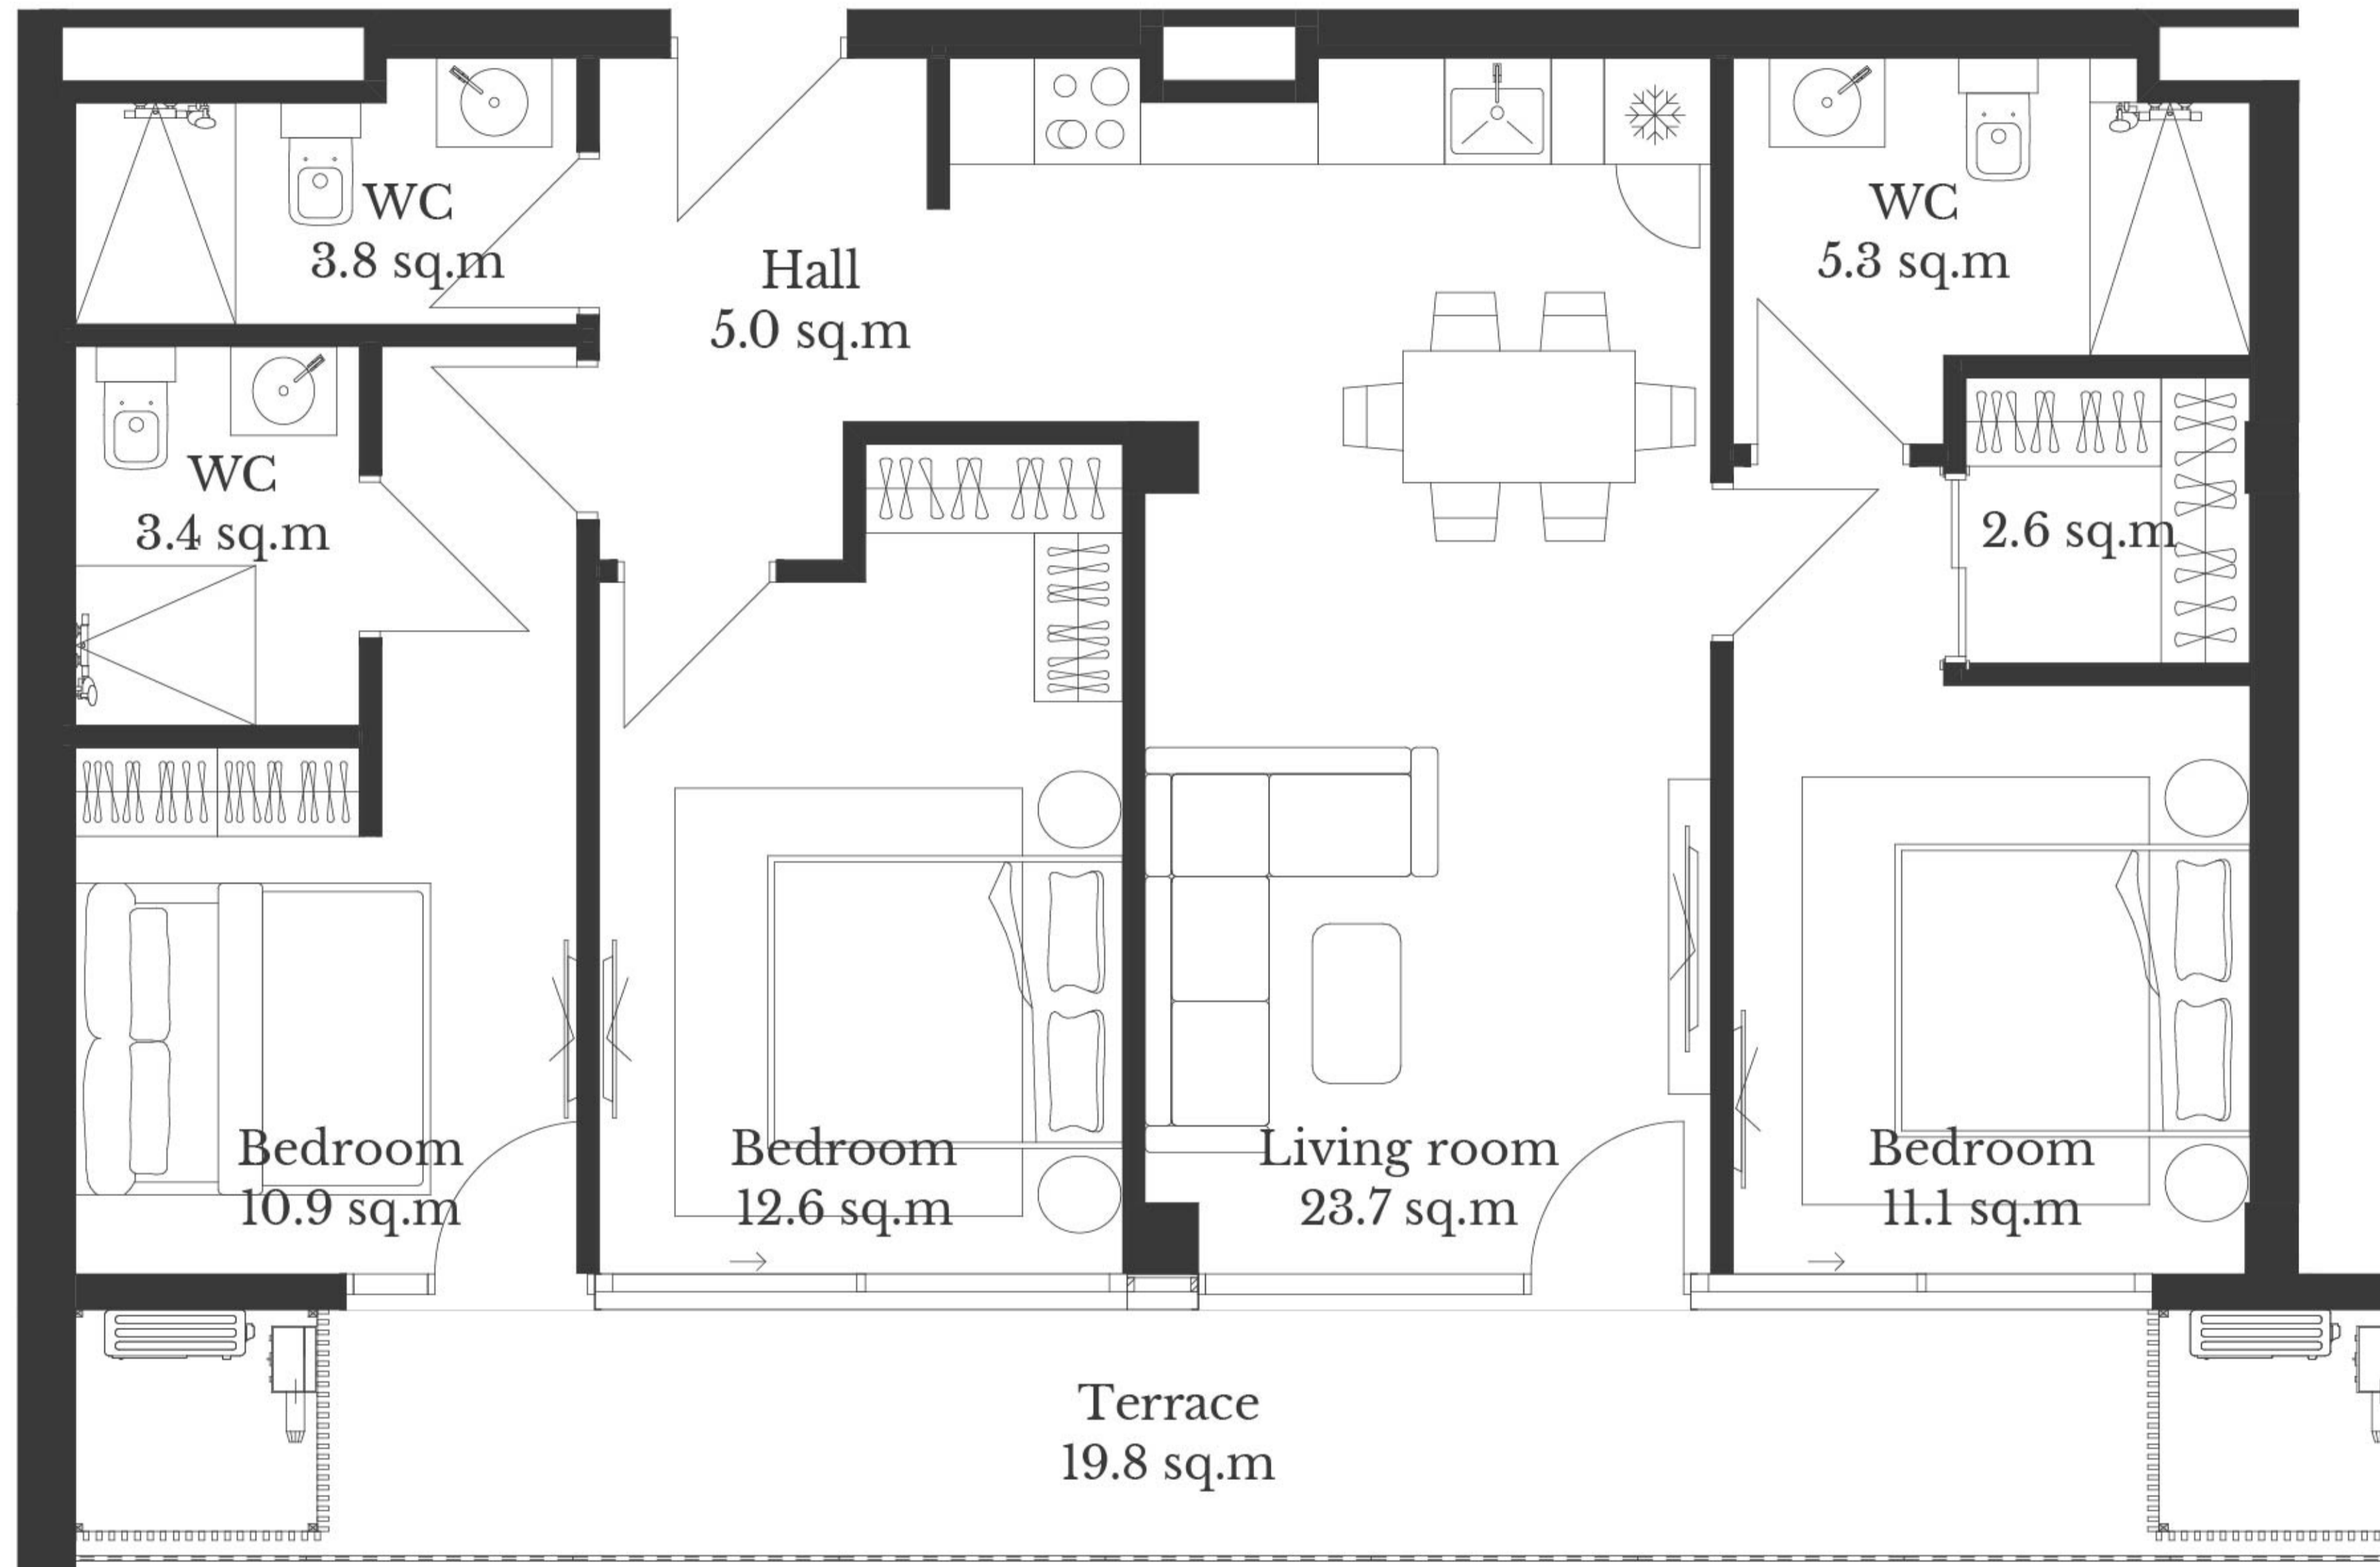 WC
3.8 sq.m
Hall
5.0 sq.m
WC
5.3 sq.m
WC
3.4 sq.m
2.6 sq.m
Bedroom
10.9 sq.m
Bedroom
12.6 sq.m
Living room
23.7 sq.m
Bedroom
11.1 sq.m
Terrace
19.8 sq.m